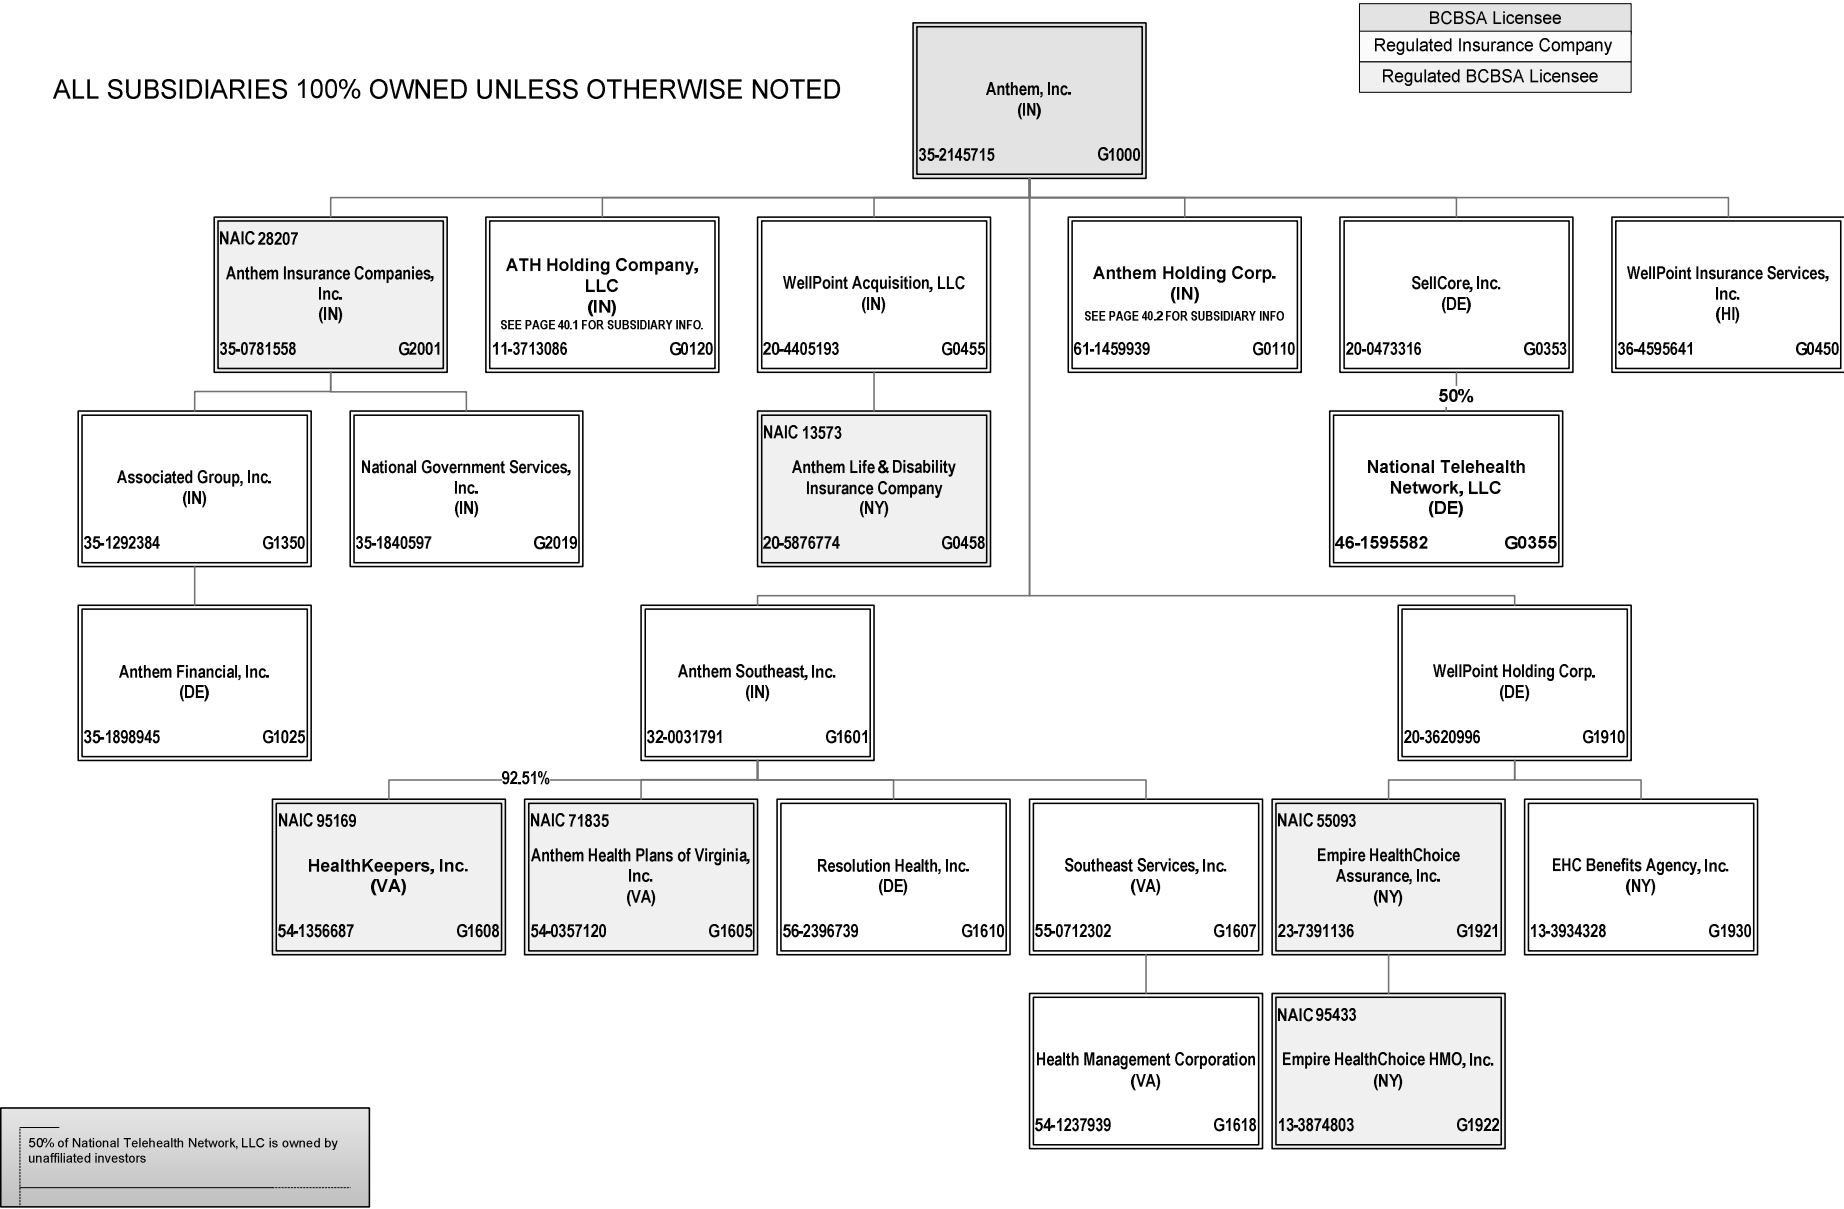 BCBSA Licensee
Regulated Insurance Company
Regulated BCBSA Licensee
ALL SUBSIDIARIES 100% OWNED UNLESS OTHERWISE NOTED
Anthem, Inc.
(IN)
35-2145715 G1000
NAIC 28207
Anthem Insurance Companies,
Inc.
(IN)
35-0781558 G2001
ATH Holding Company,
LLC
(IN)
SEE PAGE 40.1 FOR SUBSIDIARY INFO.
11-3713086 G0120
WellPoint Acquisition, LLC
(IN)
20-4405193 G0455
Anthem Holding Corp.
(IN)
SEE PAGE 40.2 FOR SUBSIDIARY INFO
61-1459939 G0110
SellCore, Inc.
(DE)
20-0473316 G0353
WellPoint Insurance Services,
Inc.
(HI)
36-4595641 G0450
50%
Associated Group, Inc.
(IN)
35-1292384 G1350
National Government Services,
Inc.
(IN)
35-1840597 G2019
NAIC 13573
Anthem Life & Disability
Insurance Company
(NY)
20-5876774 G0458
National Telehealth
Network, LLC
(DE)
46-1595582 G0355
Anthem Financial, Inc.
(DE)
35-1898945 G1025
Anthem Southeast, Inc.
(IN)
32-0031791 G1601
WellPoint Holding Corp.
(DE)
20-3620996 G1910
92.51%
NAIC 95169
HealthKeepers, Inc.
(VA)
54-1356687 G1608
NAIC 71835
Anthem Health Plans of Virginia,
Inc.
(VA)
54-0357120 G1605
Resolution Health, Inc.
(DE)
56-2396739 G1610
Southeast Services, Inc.
(VA)
55-0712302 G1607
NAIC 55093
Empire HealthChoice
Assurance, Inc.
(NY)
23-7391136 G1921
EHC Benefits Agency, Inc.
(NY)
13-3934328 G1930
Health Management Corporation
(VA)
54-1237939 G1618
NAIC 95433
Empire HealthChoice HMO, Inc.
(NY)
13-3874803 G1922
50% of National Telehealth Network, LLC is owned by
unaffiliated investors